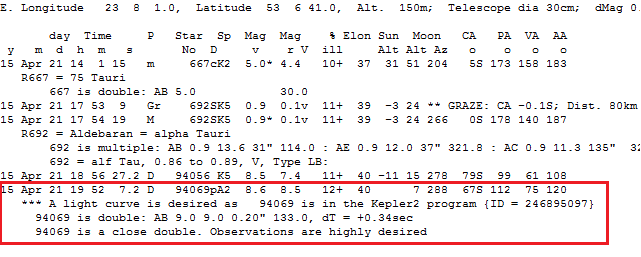 E. Longitude 23 8 1.0, Latitude 53 6 41.0, Alt. 150m; Telescope dia 30cm; dMag 0.
day Time P Star Sp Mag Mag % Elon Sun Moon CA PA VA AA
y m d h m s No D v r V ill Alt Alt Az o o o o
15 Apr 21 14 1 15 m 667cK2 5.0* 4.4 10+ 37 31 51 204 5S 173 158 183
R667 = 75 Tauri
667 is double: AB 5.0 30.0
15 Apr 21 17 53 9 Gr 692SK5 0.9 0.1v 11+ 39 -3 24 ** GRAZE: CA -0.1S; Dist. 80km
15 Apr 21 17 54 19 M 692SK5 0.9* 0.1v 11+ 39 -3 24 266 0S 178 140 187
R692 = Aldebaran = alpha Tauri
692 is multiple: AB 0.9 13.6 31" 114.0 : AE 0.9 12.0 37" 321.8 : AC 0.9 11.3 135" 32
692 = alf Tau, 0.86 to 0.89, V, Type LB:
15 Apr 21 18 56 27.2 D 94056 K5 8.5 7.4 11+ 40 -11 15 278 79S 99 61 108
15 Apr 21 19 52 7.2 D 94069pA2 8.6 8.5 12+ 40 7 288 67S 112 75 120
*** A light curve is desired as 94069 is in the Kepler2 program {ID = 246895097}
94069 is double: AB 9.0 9.0 0.20" 133.0, dT = +0.34sec
94069 is a close double. Observations are highly desired